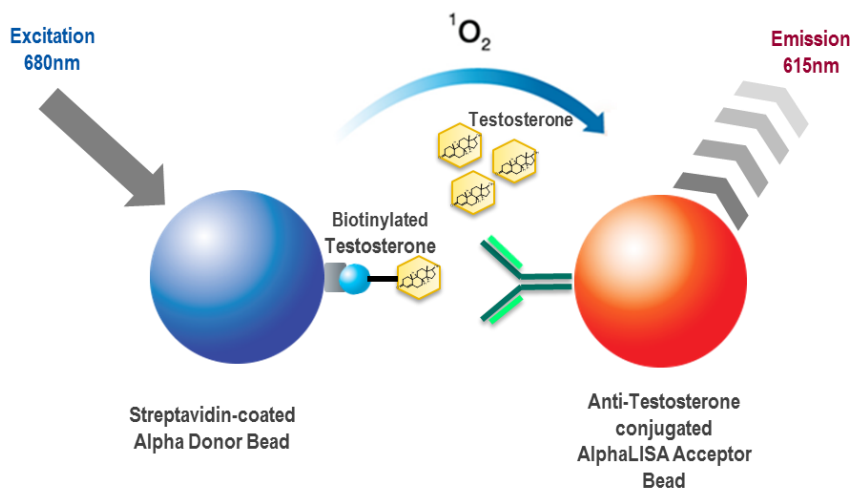 Excitation
680nm
¹O₂
Emission
615nm
Testosterone
Biotinylated
Testosterone
Streptavidin-coated
Alpha Donor Bead
Anti-Testosterone
conjugated
AlphaLISA Acceptor
Bead